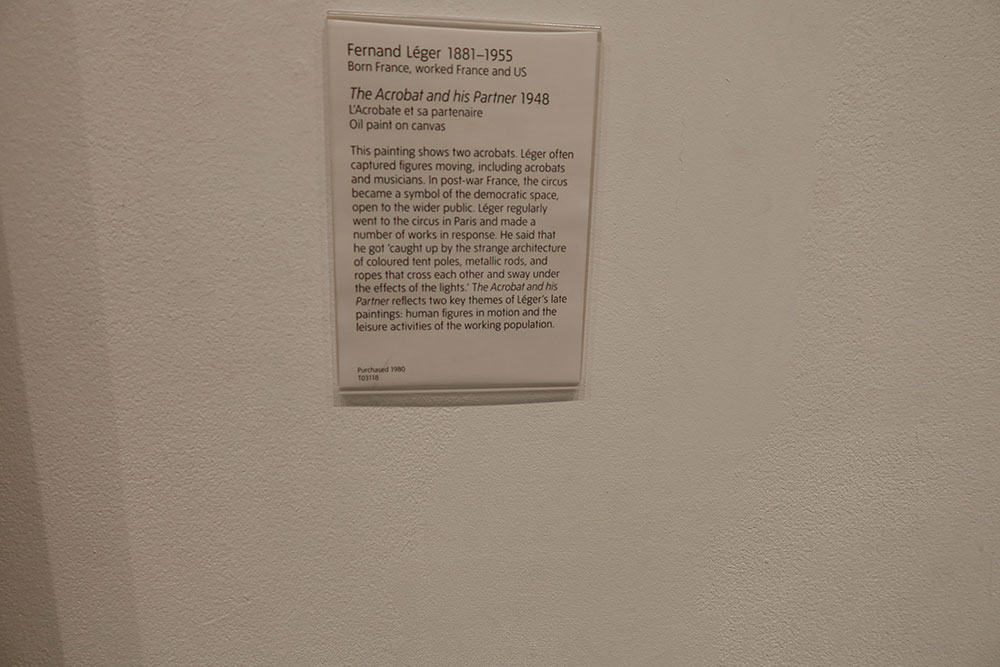 Fernand Léger 1881–1955
Born France, worked France and US
The Acrobat and his Partner 1948
L'Acrobate et sa partenaire
Oil paint on canvas
This painting shows two acrobats. Léger often
captured figures moving, including acrobats
and musicians. In post-war France, the circus
became a symbol of the democratic space,
open to the wider public. Léger regularly
went to the circus in Paris and made a
number of works in response. He said that
he got 'caught up by the strange architecture
of coloured tent poles, metallic rods, and
ropes that cross each other and sway under
the effects of the lights.' The Acrobat and his
Partner reflects two key themes of Léger's late
paintings: human figures in motion and the
leisure activities of the working population.
Purchased 1980
T03118